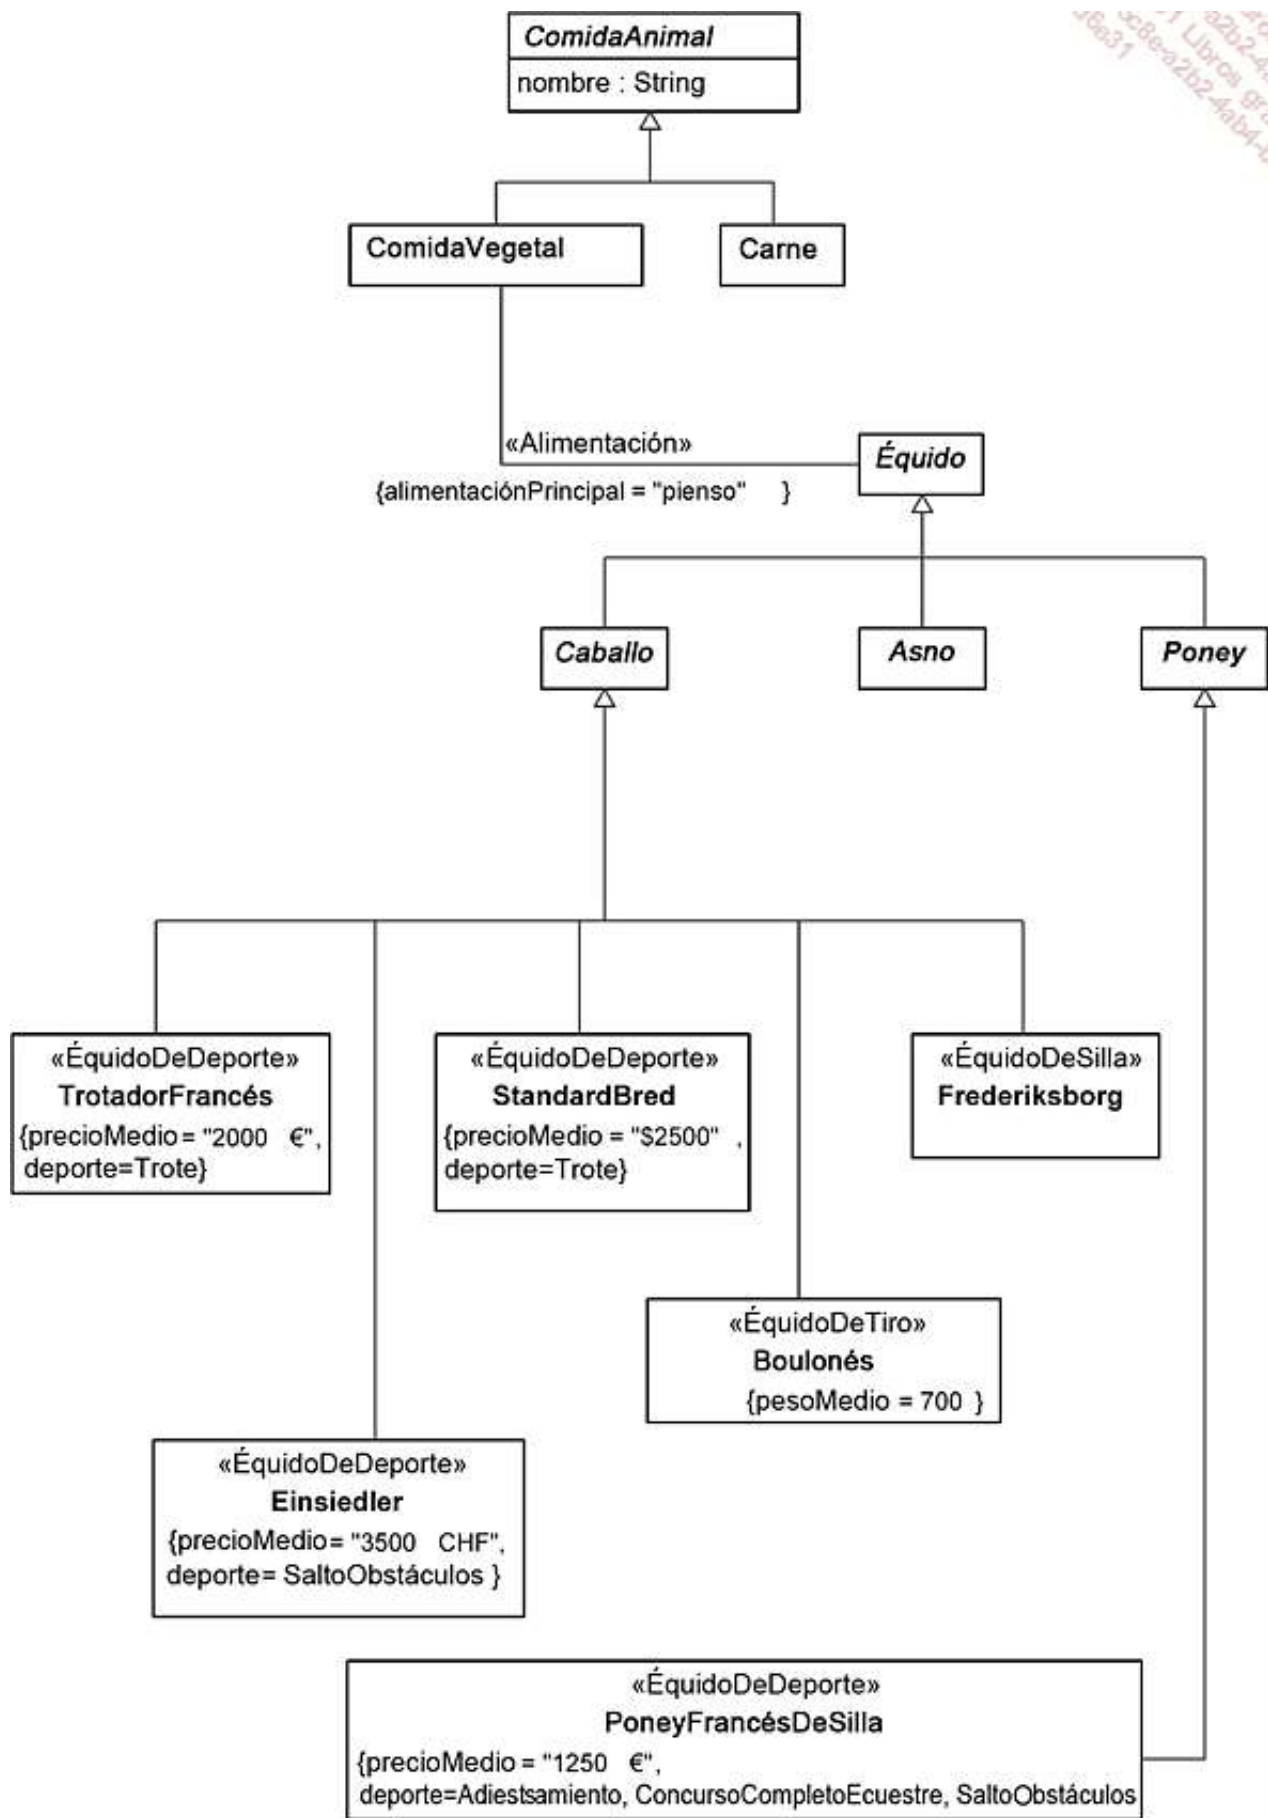 ComidaAnimal
nombre : String
ComidaVegetal
Carne
«Alimentación»
{alimentaciónPrincipal = "pienso" }
Équido
Caballo
Asno
Poney
«ÉquidoDeDeporte»
TrotadorFrancés
{precioMedio = "2000 €",
deporte=Trote}
«ÉquidoDeDeporte»
StandardBred
{precioMedio = "$2500" ,
deporte=Trote}
«ÉquidoDeSilla»
Frederiksborg
«ÉquidoDeTiro»
Boulonés
{pesoMedio = 700 }
«ÉquidoDeDeporte»
Einsiedler
{precioMedio= "3500 CHF",
deporte= SaltoObstáculos }
«ÉquidoDeDeporte»
PoneyFrancésDeSilla
{precioMedio = "1250 €",
deporte=Adiestsamiento, ConcursoCompletoEcuestre, SaltoObstáculos